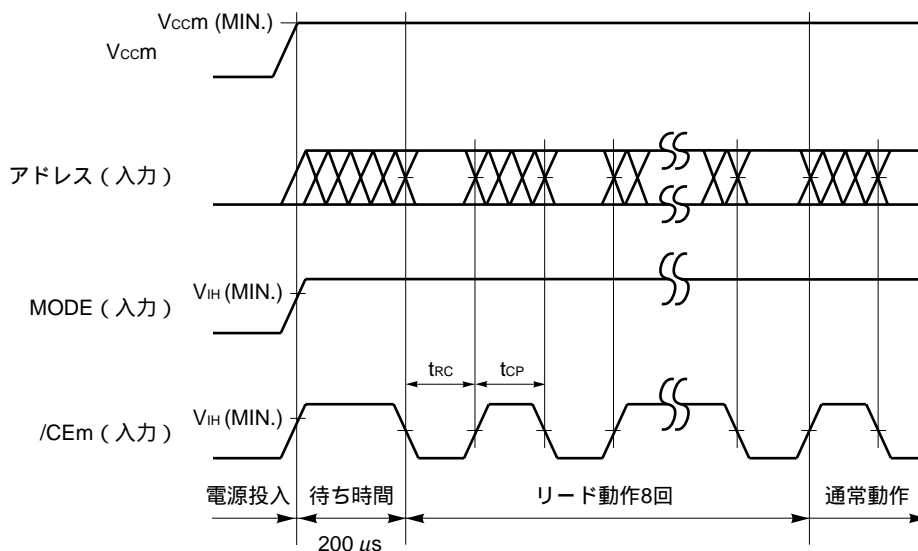 Vccm (MIN.)
Vccm
アドレス（入力）
VIH (MIN.)
MODE（入力）
tRC
tCP
VIH (MIN.)
/CEm（入力）
電源投入
待ち時間
リード動作8回
通常動作
200 μs